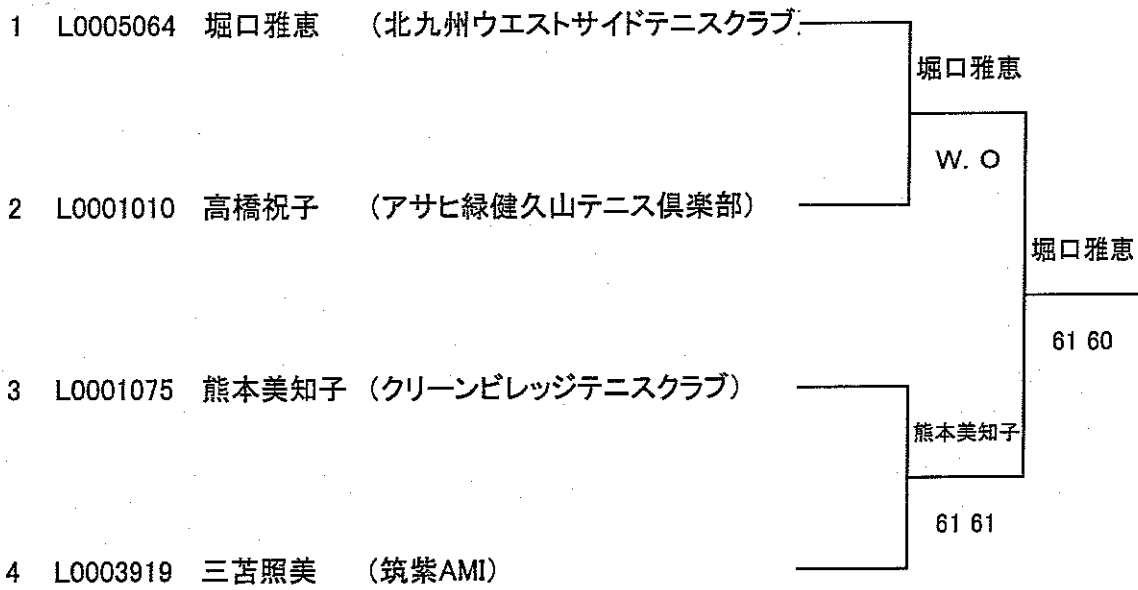 1 L0005064 堀口雅恵 (北九州ウエストサイドテニスクラブ
堀口雅恵
W. O
2 L0001010 高橋祝子 (アサヒ緑健久山テニス倶楽部)
堀口雅恵
61 60
3 L0001075 熊本美知子 (クリーンビレッジテニスクラブ)
熊本美知子
61 61
4 L0003919 三苫照美 (筑紫AMI)